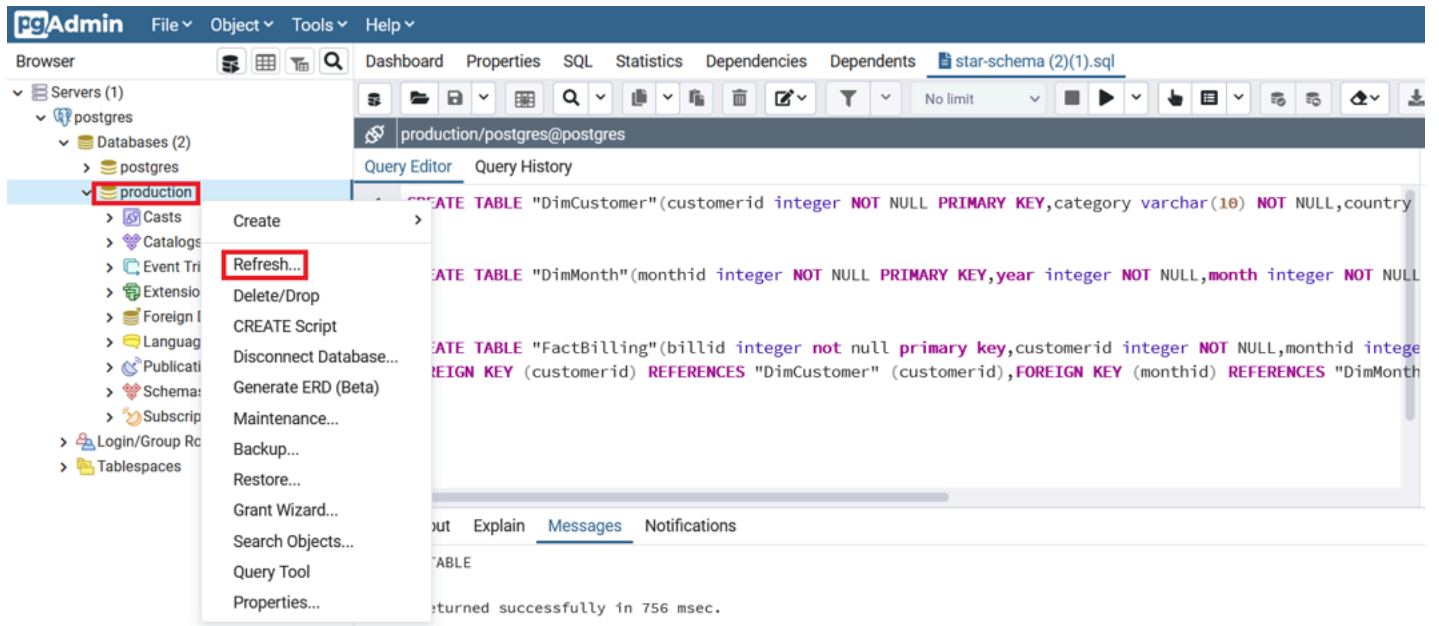 pgAdmin File Object Tools Help
Browser
Dashboard Properties SQL Statistics Dependencies Dependents star-schema (2)(1).sql
Servers (1)
postgres
Databases (2)
postgres
production
Casts
Catalogs
Event Tri
Extensio
Foreign
Languag
Publicati
Schemas
Subscrip
Login/Group Ro
Tablespaces
Create
Refresh...
Delete/Drop
CREATE Script
Disconnect Database...
Generate ERD (Beta)
Maintenance...
Backup...
Restore...
Grant Wizard...
Search Objects...
Query Tool
Properties...
No limit
production/postgres@postgres
Query Editor Query History
CREATE TABLE "DimCustomer"(customerid integer NOT NULL PRIMARY KEY,category varchar(10) NOT NULL,country
EATE TABLE "DimMonth"(monthid integer NOT NULL PRIMARY KEY,year integer NOT NULL,month integer NOT NULL
EATE TABLE "FactBilling"(billid integer not null primary key,customerid integer NOT NULL,monthid intege
REIGN KEY (customerid) REFERENCES "DimCustomer" (customerid),FOREIGN KEY (monthid) REFERENCES "DimMonth
out Explain Messages Notifications
TABLE
eturned successfully in 756 msec.